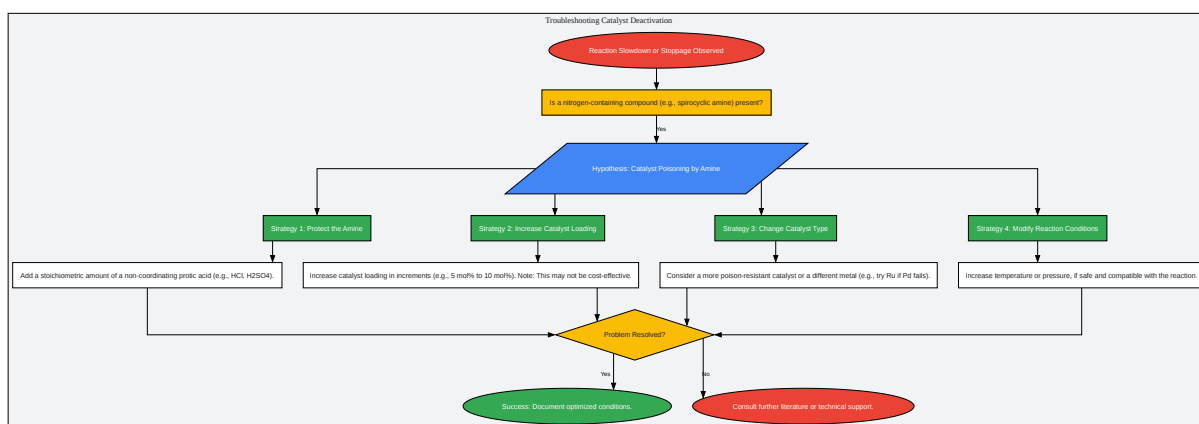 Troubleshooting Catalyst Deactivation
Reaction Slowdown or Stoppage Observed
Is a nitrogen-containing compound (e.g., spirocyclic amine) present?
Yes
Hypothesis: Catalyst Poisoning by Amine
Strategy 1: Protect the Amine
Strategy 2: Increase Catalyst Loading
Strategy 3: Change Catalyst Type
Strategy 4: Modify Reaction Conditions
Add a stoichiometric amount of a non-coordinating protic acid (e.g., HCl, H2SO4).
Increase catalyst loading in increments (e.g., 5 mol% to 10 mol%). Note: This may not be cost-effective.
Consider a more poison-resistant catalyst or a different metal (e.g., try Ru if Pd fails).
Increase temperature or pressure, if safe and compatible with the reaction.
Problem Resolved?
Yes
No
Success: Document optimized conditions.
Consult further literature or technical support.